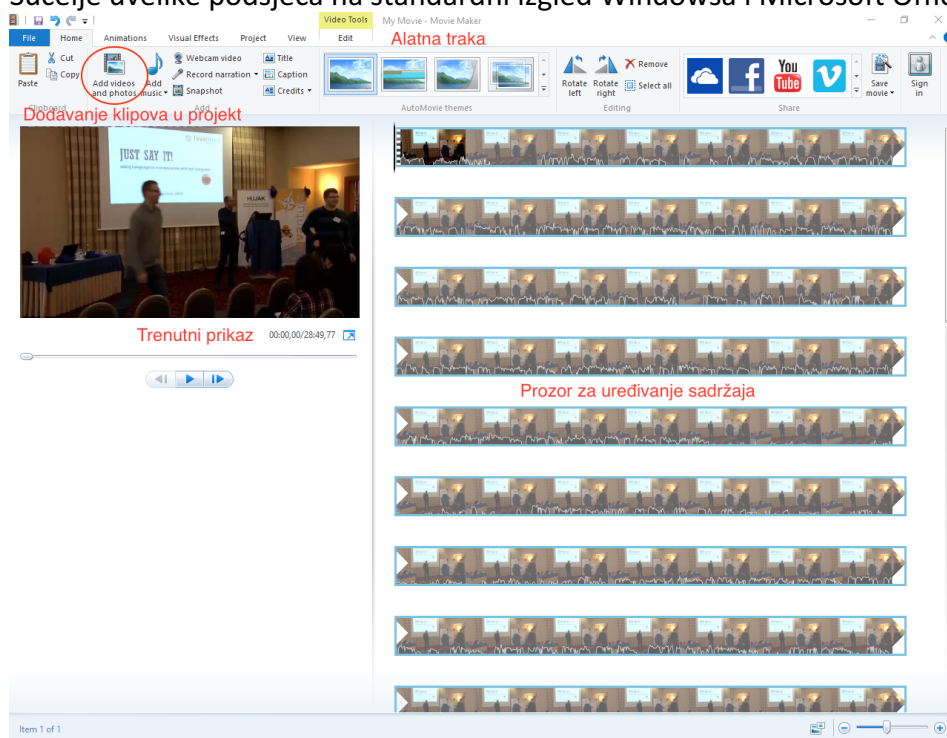 Sučelje uvelike podsjeća na standardni izgled Windowsa i Microsoft Offi
Video Tools
My Movie - Movie Maker
File Home Animations Visual Effects Project View Edit
Alatna traka
Paste
Cut
Copy
Add videos and photos
Add music
Webcam video
Record narration
Snapshot
Title
Caption
Credits
Rotate left
Rotate right
Remove
Select all
You Tube
Save movie
Sign in
Clipboard
Add
AutoMovie themes
Editing
Share
Dodavanje klipova u projekt
JUST SAY IT!
HUJAK
Trenutni prikaz
00:00,00/28:49,77
Prozor za uređivanje sadržaja
Item 1 of 1